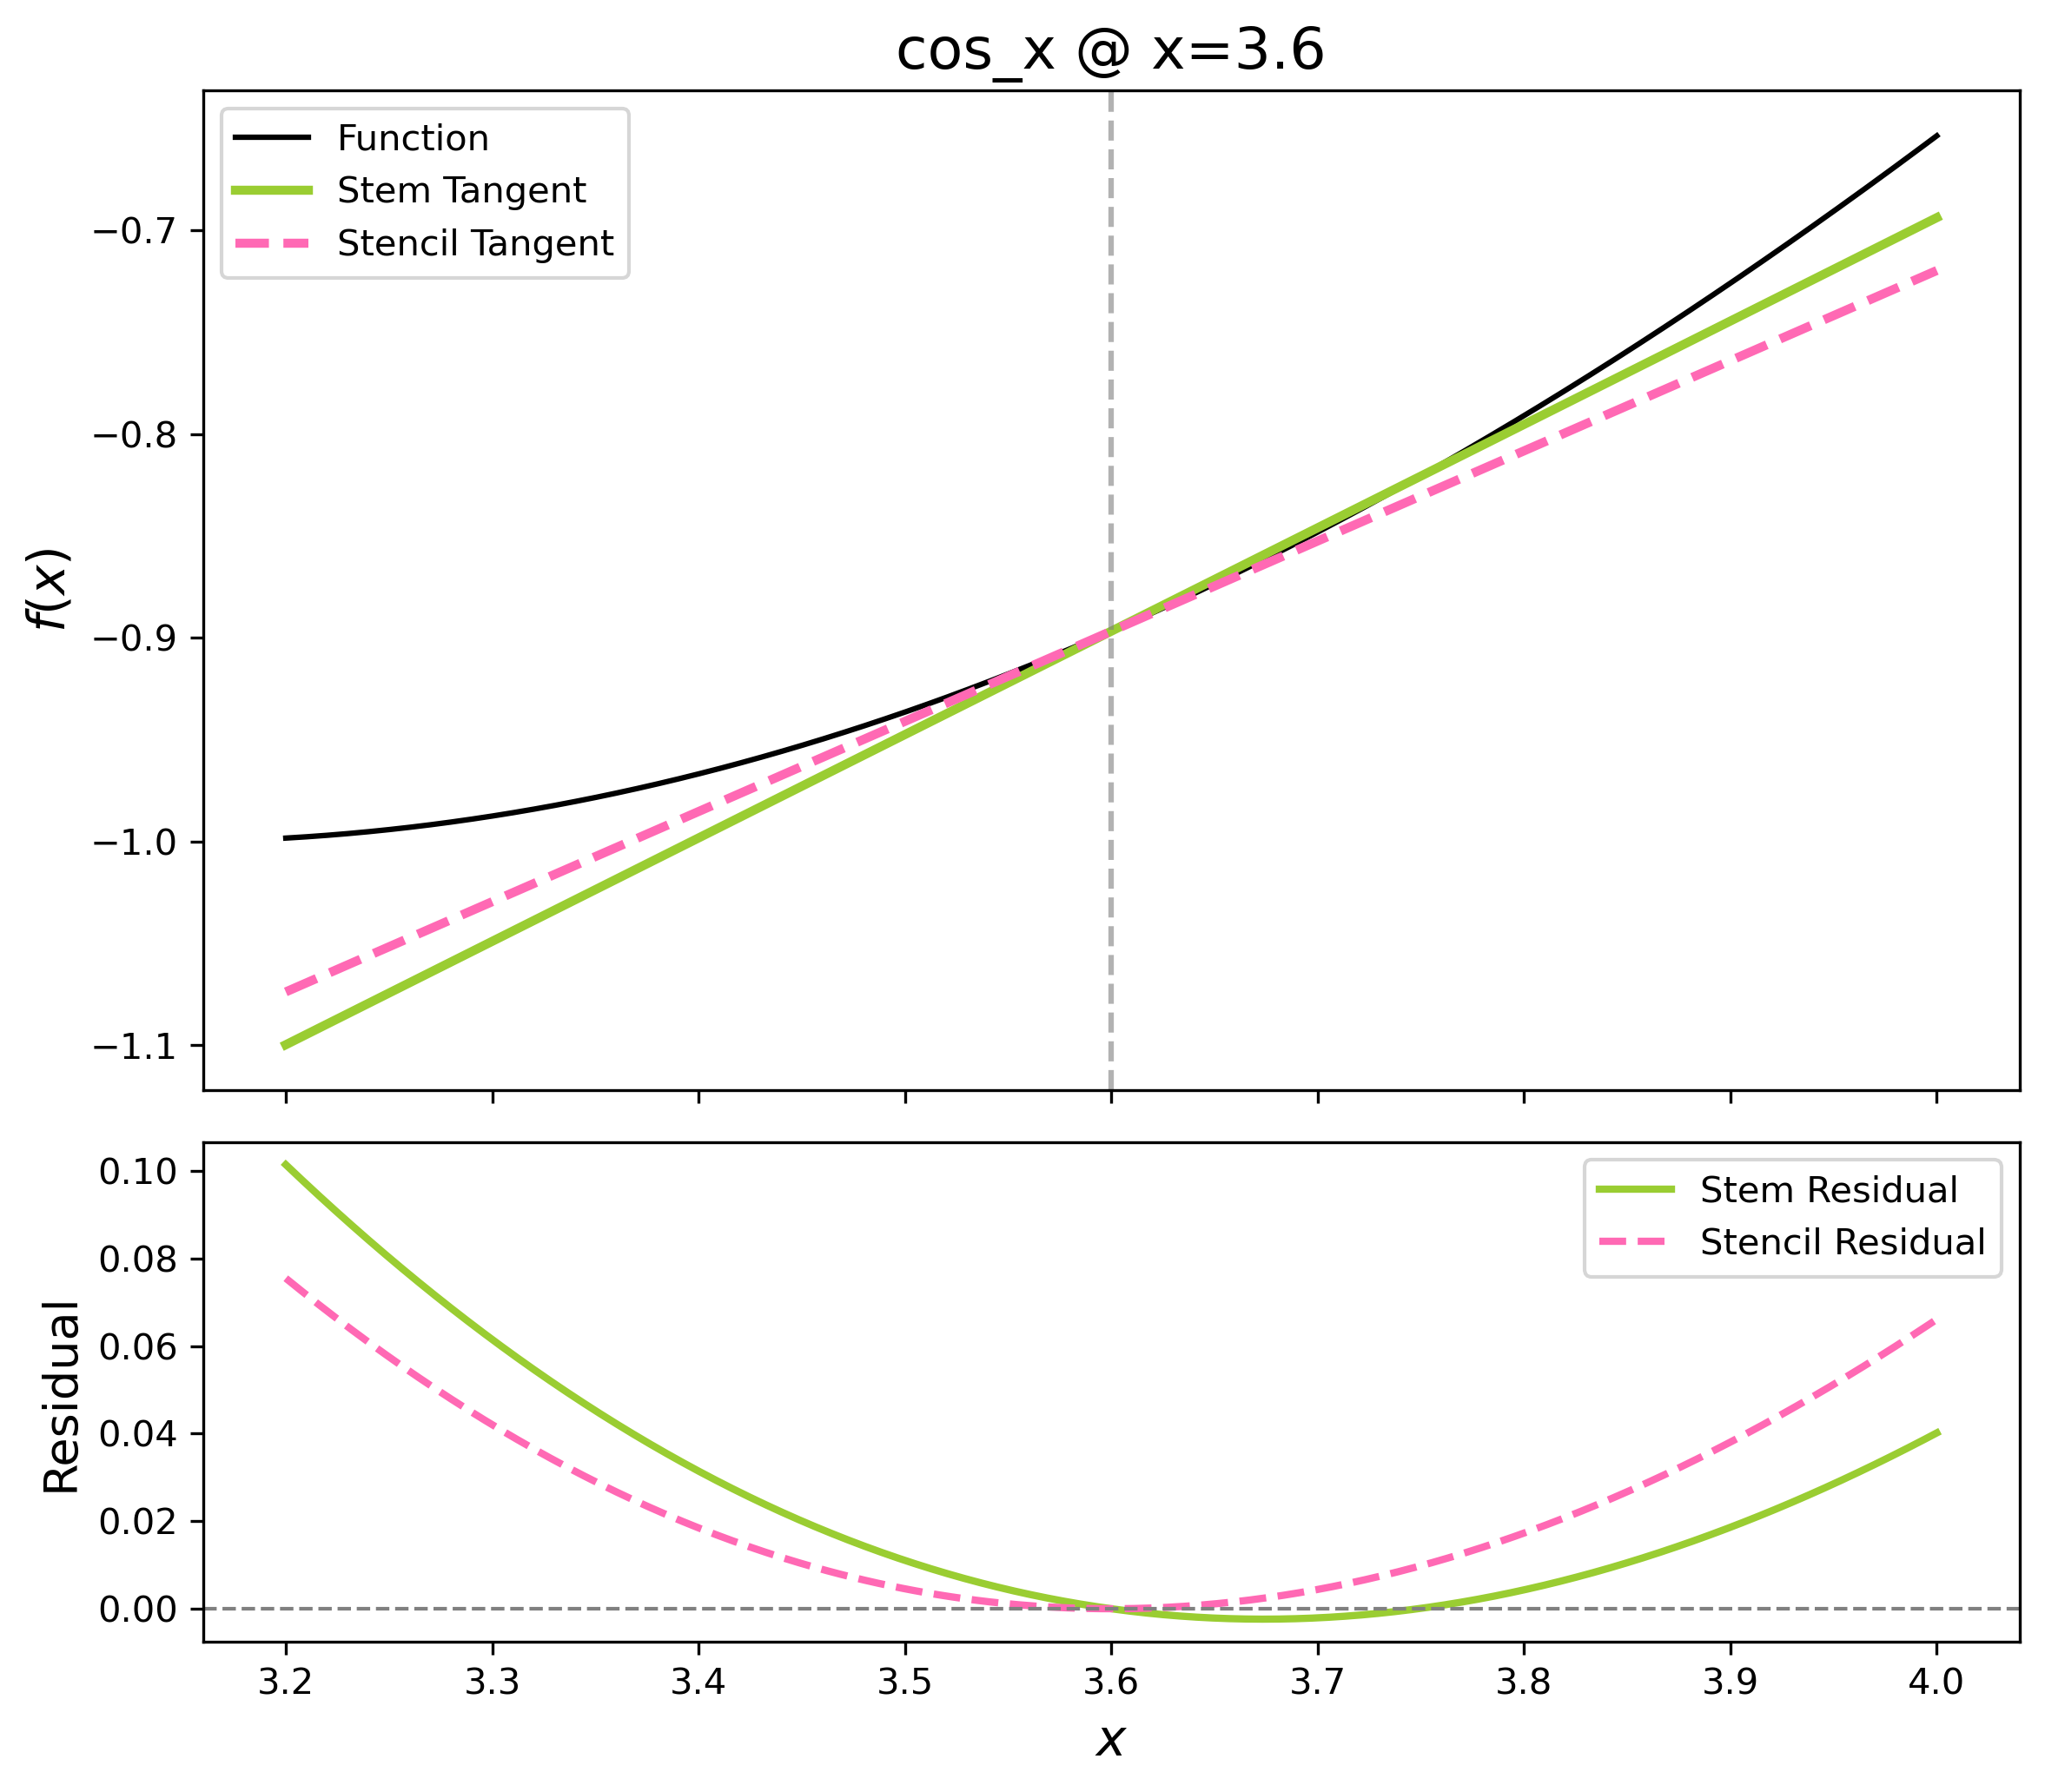 cos_x @ x=3.6
Function
Stem Tangent
Stencil Tangent
−0.7
−0.8
−0.9
−1.0
−1.1
f(x)
Stem Residual
Stencil Residual
0.10
0.08
0.06
0.04
0.02
0.00
Residual
3.2 3.3 3.4 3.5 3.6 3.7 3.8 3.9 4.0
x